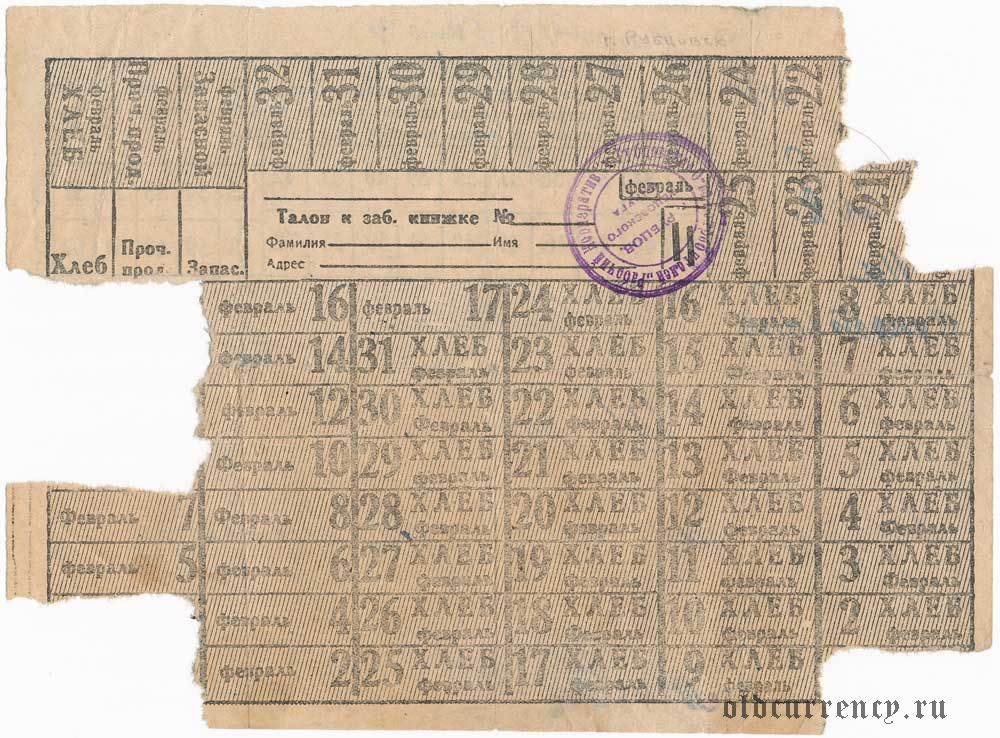 г. Рубцовск
февраль ХЛЕБ
февраль Проч. прод.
февраль Запасной
32 февраль
31 февраль
30 февраль
29 февраль
28 февраль
27 февраль
26 февраль
24 февраль
22 февраль
25 февраль
23 февраль
21 февраль
Хлеб
Проч. прод.
Запас.
февраль
II
Талон к заб. книжке №
Фамилия Имя
Адрес
февраль 16 февраль 17 24 ХЛЕБ февраль 16 ХЛЕБ февраль 8 ХЛЕБ февраль
февраль 14 31 ХЛЕБ февраль 23 ХЛЕБ февраль 15 ХЛЕБ февраль 7 ХЛЕБ февраль
февраль 12 30 ХЛЕБ февраль 22 ХЛЕБ февраль 14 ХЛЕБ февраль 6 ХЛЕБ февраль
февраль 10 29 ХЛЕБ февраль 21 ХЛЕБ февраль 13 ХЛЕБ февраль 5 ХЛЕБ февраль
февраль 7 февраль 8 28 ХЛЕБ февраль 20 ХЛЕБ февраль 12 ХЛЕБ февраль 4 ХЛЕБ февраль
февраль 5 февраль 6 27 ХЛЕБ февраль 19 ХЛЕБ февраль 11 ХЛЕБ февраль 3 ХЛЕБ февраль
февраль 4 26 ХЛЕБ февраль 18 ХЛЕБ февраль 10 ХЛЕБ февраль 2 ХЛЕБ февраль
февраль 2 25 ХЛЕБ февраль 17 ХЛЕБ февраль 9 ХЛЕБ февраль
oldcurrency.ru